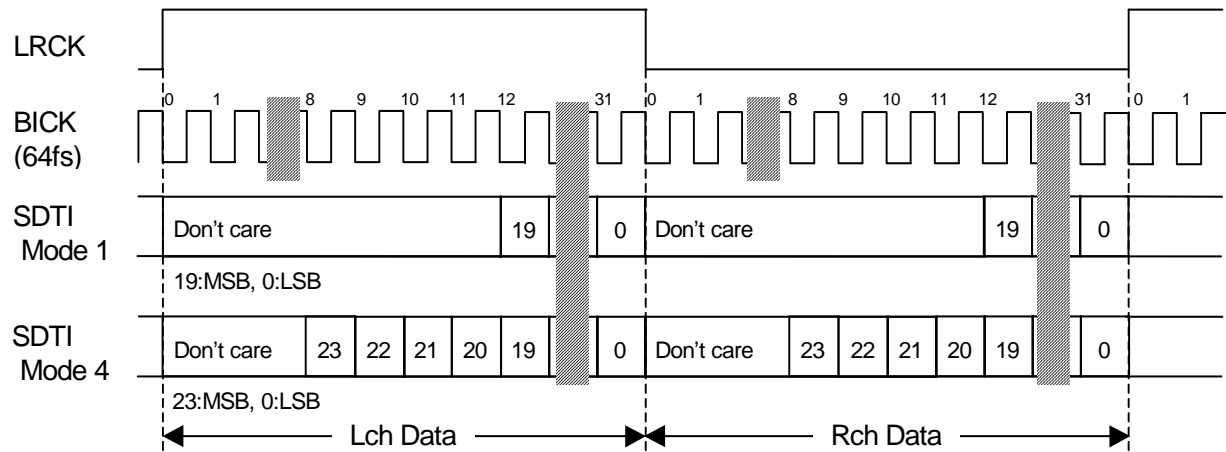 LRCK
0 1 8 9 10 11 12 31 0 1 8 9 10 11 12 31 0 1
BICK
(64fs)
SDTI
Mode 1
Don't care 19 0 Don't care 19 0
19:MSB, 0:LSB
SDTI
Mode 4
Don't care 23 22 21 20 19 0 Don't care 23 22 21 20 19 0
23:MSB, 0:LSB
Lch Data Rch Data